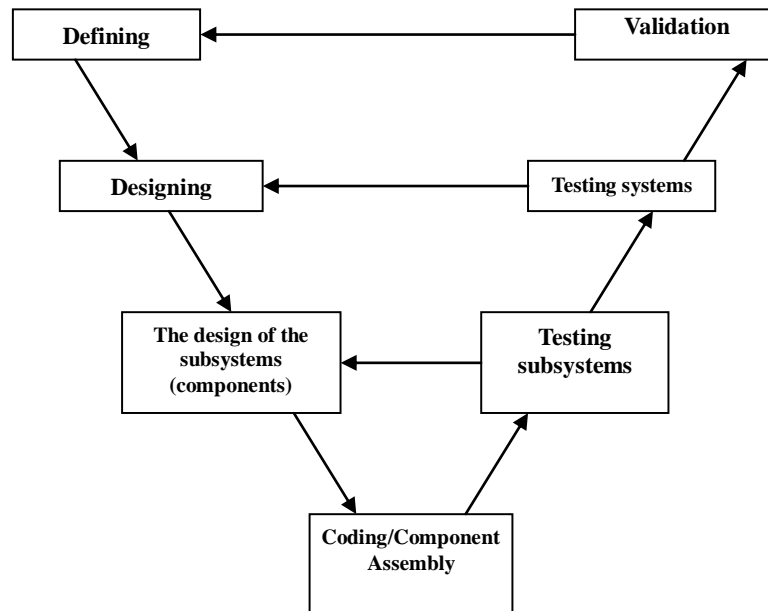 Defining
Validation
Designing
Testing systems
The design of the
subsystems
(components)
Testing
subsystems
Coding/Component
Assembly